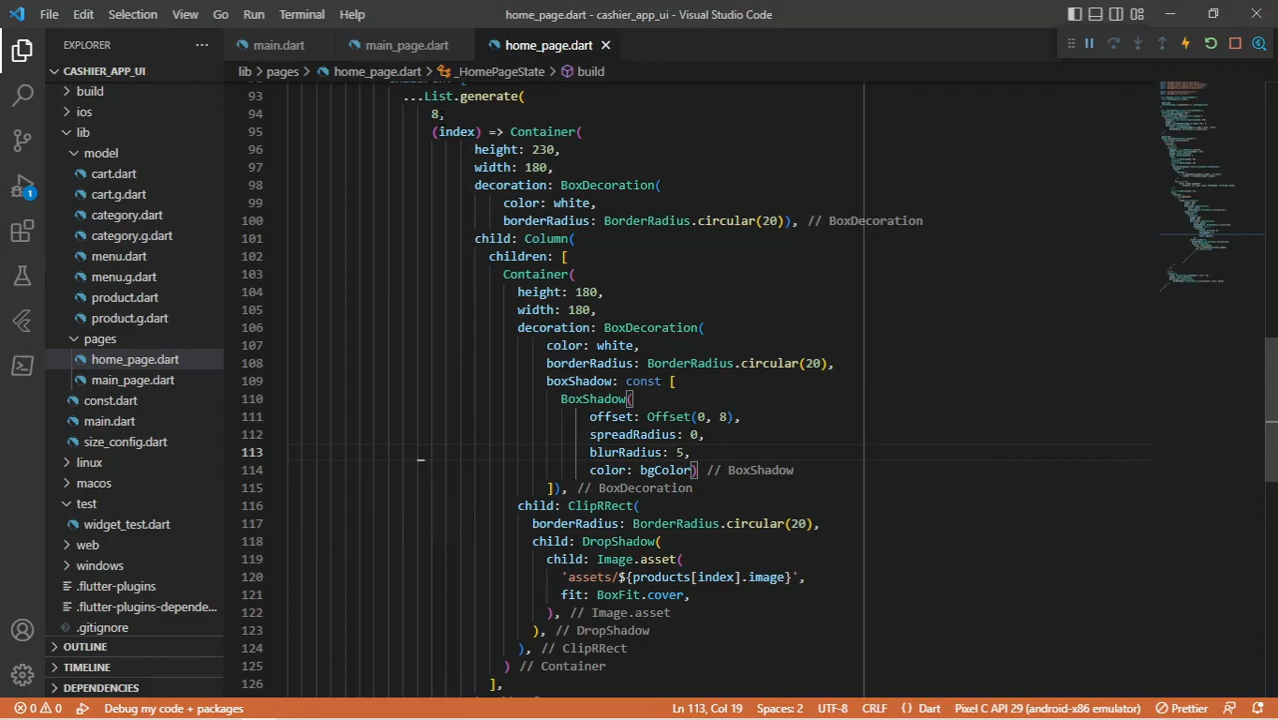 File Edit Selection View Go Run Terminal Help
home_page.dart - cashier_app_ui - Visual Studio Code
EXPLORER
main.dart
main_page.dart
home_page.dart
CASHIER_APP_UI
lib > pages > home_page.dart > _HomePageState > build
build
ios
lib
model
cart.dart
cart.g.dart
category.dart
category.g.dart
menu.dart
menu.g.dart
product.dart
product.g.dart
pages
home_page.dart
main_page.dart
const.dart
main.dart
size_config.dart
linux
macos
test
widget_test.dart
web
windows
.flutter-plugins
.flutter-plugins-depende...
.gitignore
OUTLINE
TIMELINE
DEPENDENCIES
1
93 ...List.generate(
94 8,
95 (index) => Container(
96 height: 230,
97 width: 180,
98 decoration: BoxDecoration(
99 color: white,
100 borderRadius: BorderRadius.circular(20)), // BoxDecoration
101 child: Column(
102 children: [
103 Container(
104 height: 180,
105 width: 180,
106 decoration: BoxDecoration(
107 color: white,
108 borderRadius: BorderRadius.circular(20),
109 boxShadow: const [
110 BoxShadow(
111 offset: Offset(0, 8),
112 spreadRadius: 0,
113 blurRadius: 5,
114 color: bgColor) // BoxShadow
115 ]), // BoxDecoration
116 child: ClipRRect(
117 borderRadius: BorderRadius.circular(20),
118 child: DropShadow(
119 child: Image.asset(
120 'assets/${products[index].image}',
121 fit: BoxFit.cover,
122 ), // Image.asset
123 ), // DropShadow
124 ), // ClipRRect
125 ) // Container
126 ],
0 0 Debug my code + packages
Ln 113, Col 19 Spaces: 2 UTF-8 CRLF {} Dart Pixel C API 29 (android-x86 emulator) Prettier